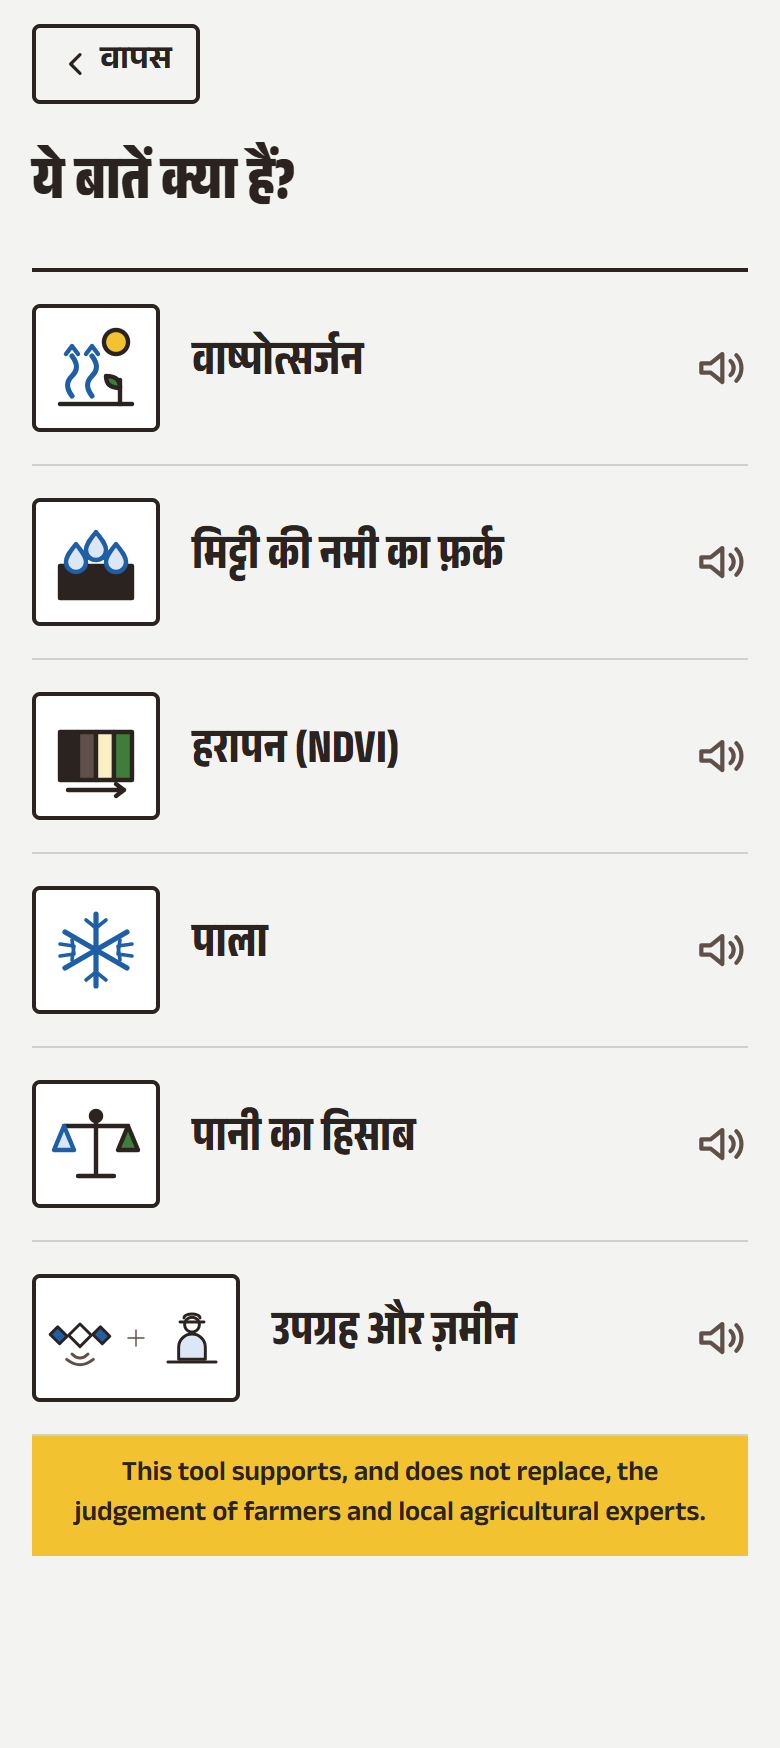 वापस
ये बातें क्या हैं?
वाष्पोत्सर्जन
मिट्टी की नमी का फ़र्क
हरापन (NDVI)
पाला
पानी का हिसाब
उपग्रह और ज़मीन
This tool supports, and does not replace, the
judgement of farmers and local agricultural experts.